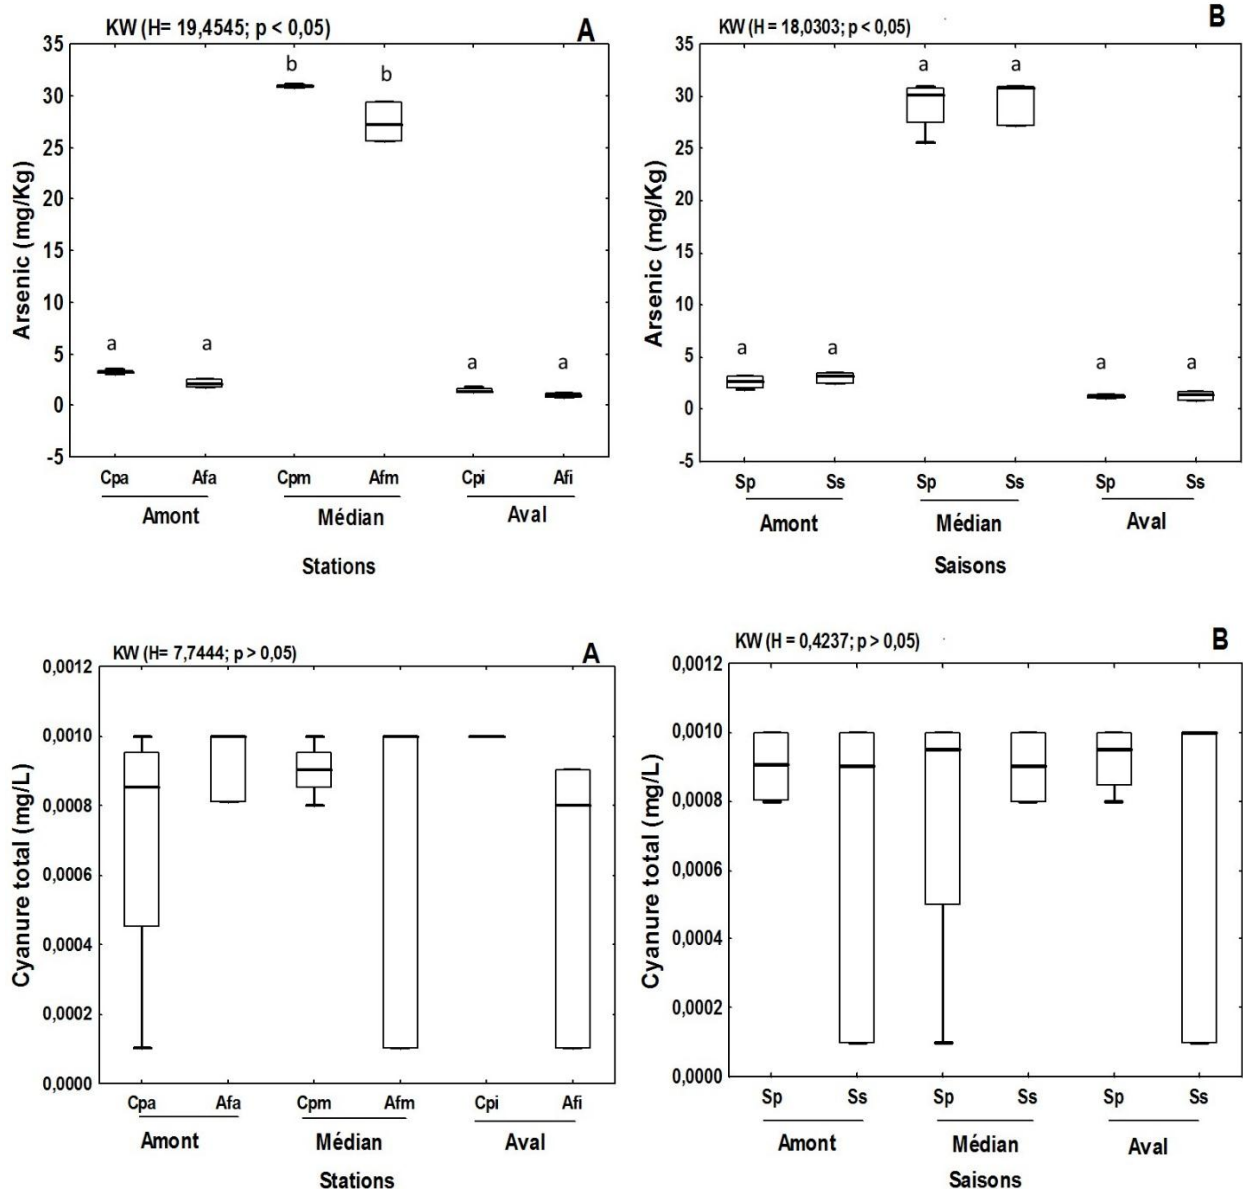 KW (H= 19,4545; p < 0,05)
A
35
30
25
20
15
10
5
0
-5
Arsenic (mg/Kg)
a
a
b
b
a
a
Cpa Afa Cpm Afm Cpi Afi
Amont Médian Aval
Stations
KW (H = 18,0303; p < 0,05)
B
35
30
25
20
15
10
5
0
-5
Arsenic (mg/Kg)
a
a
a
a
a
a
Sp Ss Sp Ss Sp Ss
Amont Médian Aval
Saisons
KW (H= 7,7444; p > 0,05)
A
0,0012
0,0010
0,0008
0,0006
0,0004
0,0002
0,0000
Cyanure total (mg/L)
Cpa Afa Cpm Afm Cpi Afi
Amont Médian Aval
Stations
KW (H = 0,4237; p > 0,05)
B
0,0012
0,0010
0,0008
0,0006
0,0004
0,0002
0,0000
Cyanure total (mg/L)
Sp Ss Sp Ss Sp Ss
Amont Médian Aval
Saisons